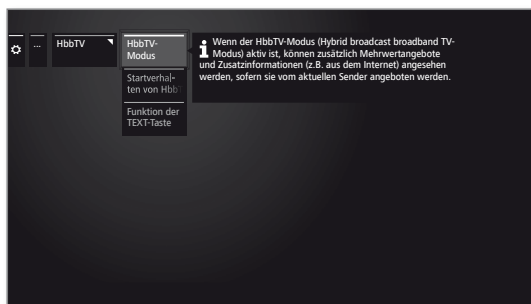 ...
HbbTV
HbbTV-
Modus
Wenn der HbbTV-Modus (Hybrid broadcast broadband TV-
Modus) aktiv ist, können zusätzlich Mehrwertangebote
und Zusatzinformationen (z.B. aus dem Internet) angesehen
werden, sofern sie vom aktuellen Sender angeboten werden.
Startverhal-
ten von Hbb
Funktion der
TEXT-Taste